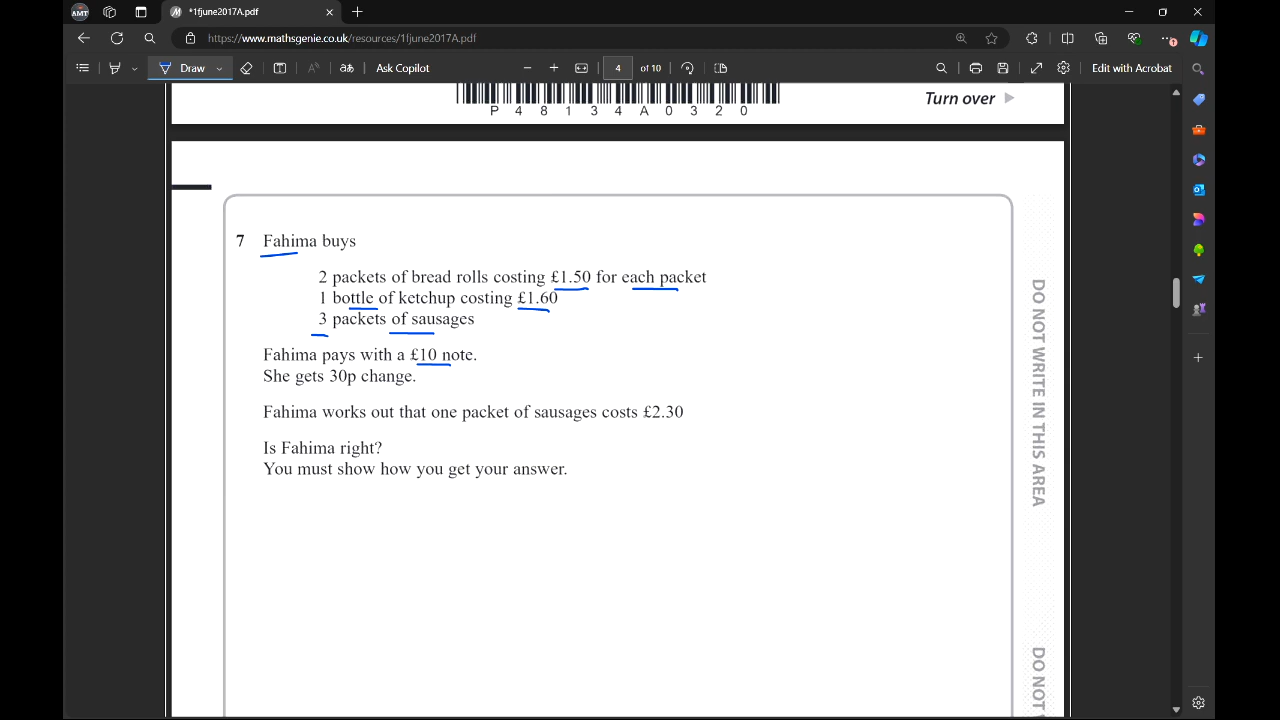 AMT
*1fjune2017A.pdf
https://www.mathsgenie.co.uk/resources/1fjune2017A.pdf
Draw
Ask Copilot
4 of 10
Edit with Acrobat
P 4 8 1 3 4 A 0 3 2 0
Turn over
7 Fahima buys
2 packets of bread rolls costing £1.50 for each packet
1 bottle of ketchup costing £1.60
3 packets of sausages
Fahima pays with a £10 note.
She gets 30p change.
Fahima works out that one packet of sausages costs £2.30
Is Fahima right?
You must show how you get your answer.
DO NOT WRITE IN THIS AREA
DO NOT